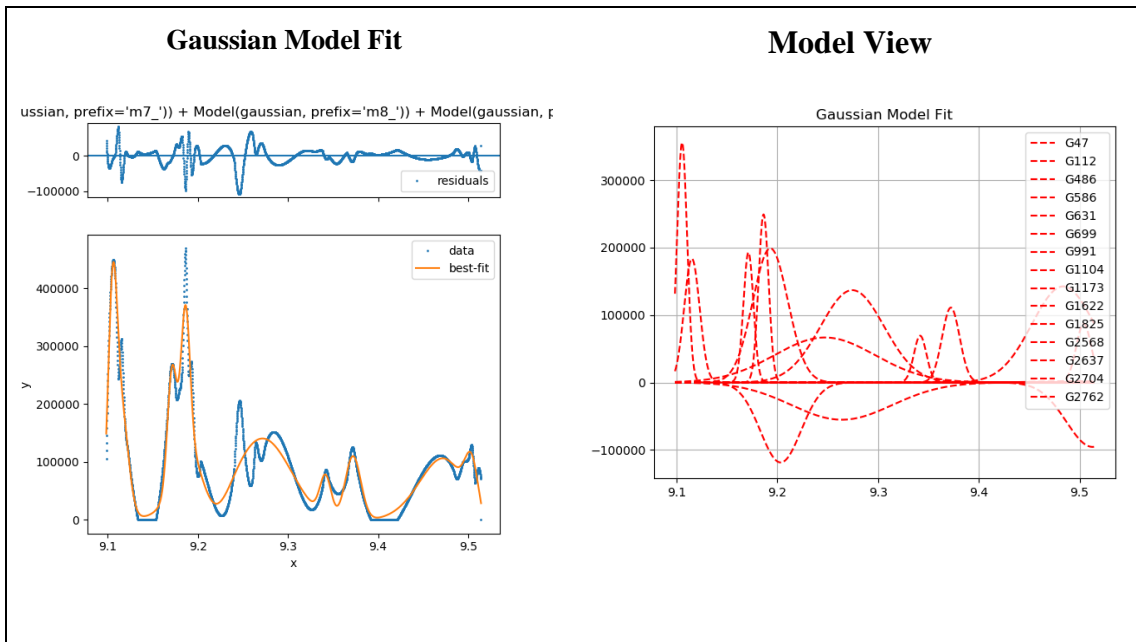 Gaussian Model Fit
ussian, prefix='m7_')) + Model(gaussian, prefix='m8_')) + Model(gaussian, p
0
−100000
residuals
data
best-fit
400000
300000
200000
100000
0
y
9.1 9.2 9.3 9.4 9.5
x
Model View
Gaussian Model Fit
300000
200000
100000
0
−100000
9.1 9.2 9.3 9.4 9.5
G47
G112
G486
G586
G631
G699
G991
G1104
G1173
G1622
G1825
G2568
G2637
G2704
G2762